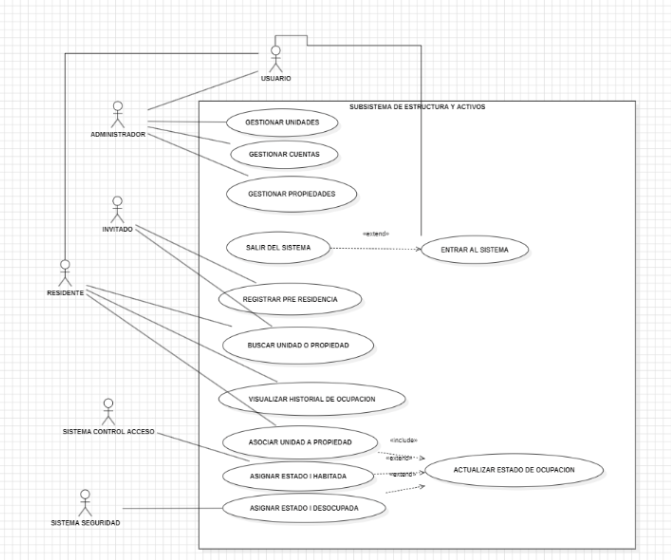 USUARIO
SUBSISTEMA DE ESTRUCTURA Y ACTIVOS
GESTIONAR UNIDADES
ADMINISTRADOR
GESTIONAR CUENTAS
GESTIONAR PROPIEDADES
INVITADO
«extend»
SALIR DEL SISTEMA
ENTRAR AL SISTEMA
RESIDENTE
REGISTRAR PRE RESIDENCIA
BUSCAR UNIDAD O PROPIEDAD
VISUALIZAR HISTORIAL DE OCUPACION
SISTEMA CONTROL ACCESO
ASOCIAR UNIDAD A PROPIEDAD
«include»
«extend»
ACTUALIZAR ESTADO DE OCUPACION
ASIGNAR ESTADO | HABITADA
«extend»
ASIGNAR ESTADO | DESOCUPADA
SISTEMA SEGURIDAD